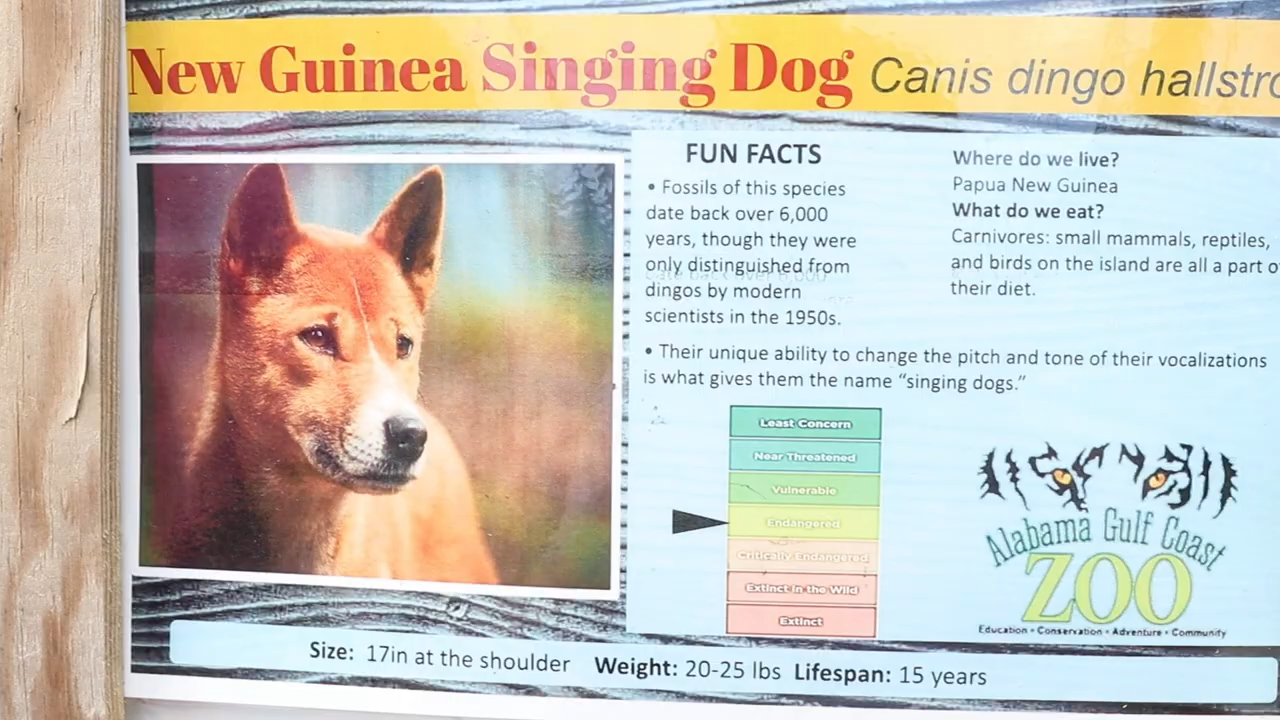 New Guinea Singing Dog Canis dingo hallstro
FUN FACTS
• Fossils of this species
date back over 6,000
years, though they were
only distinguished from
dingos by modern
scientists in the 1950s.
Where do we live?
Papua New Guinea
What do we eat?
Carnivores: small mammals, reptiles,
and birds on the island are all a part o
their diet.
• Their unique ability to change the pitch and tone of their vocalizations
is what gives them the name “singing dogs.”
Least Concern
Near Threatened
Vulnerable
Endangered
Critically Endangered
Extinct in the Wild
Extinct
Alabama Gulf Coast
ZOO
Education • Conservation • Adventure • Community
Size: 17in at the shoulder Weight: 20-25 lbs Lifespan: 15 years